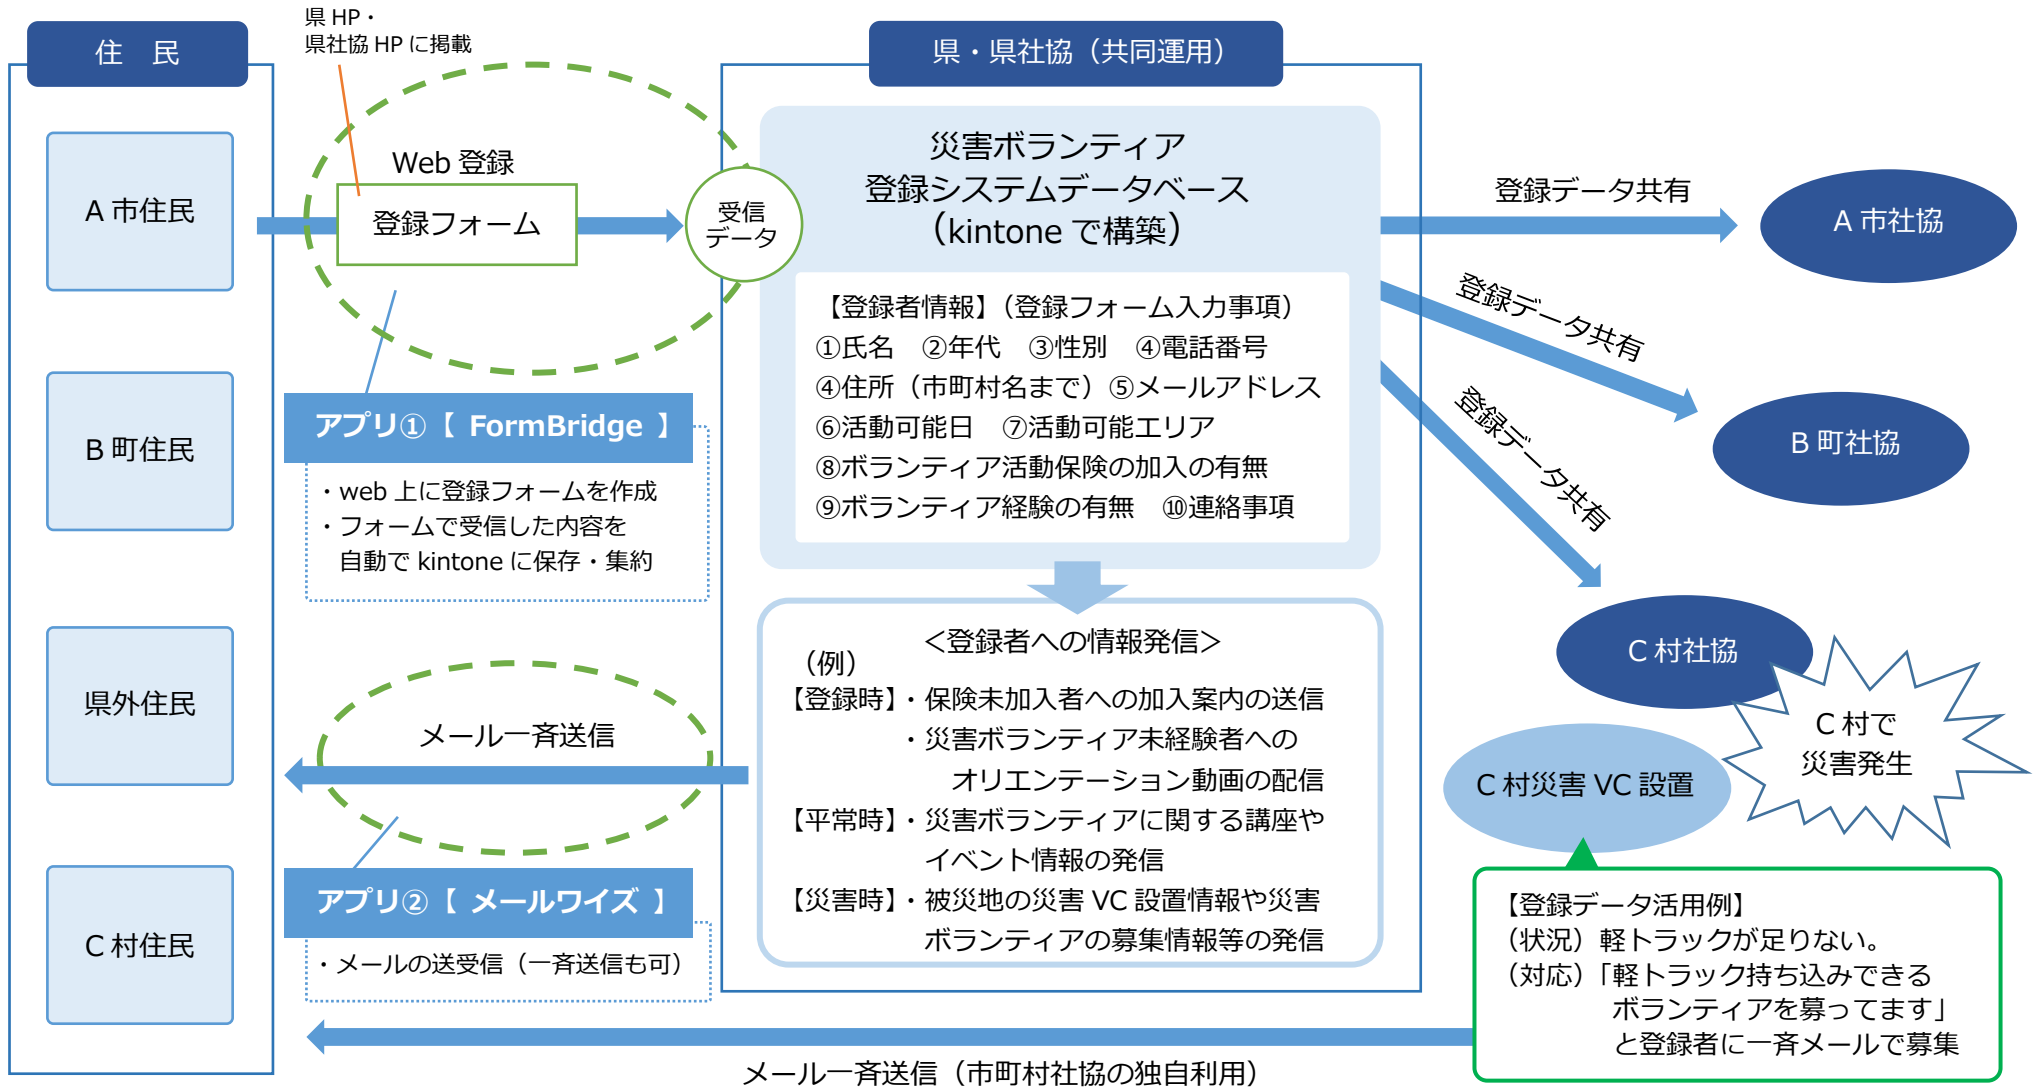 県 HP・
県社協 HP に掲載
住　民
A 市住民
B 町住民
県外住民
C 村住民
Web 登録
登録フォーム
受信
データ
アプリ①【 FormBridge 】
・web 上に登録フォームを作成
・フォームで受信した内容を
自動で kintone に保存・集約
メール一斉送信
アプリ②【 メールワイズ 】
・メールの送受信（一斉送信も可）
県・県社協（共同運用）
災害ボランティア
登録システムデータベース
（kintone で構築）
【登録者情報】（登録フォーム入力事項）
①氏名　②年代　③性別　④電話番号
④住所（市町村名まで）⑤メールアドレス
⑥活動可能日　⑦活動可能エリア
⑧ボランティア活動保険の加入の有無
⑨ボランティア経験の有無　⑩連絡事項
＜登録者への情報発信＞
（例）
【登録時】・保険未加入者への加入案内の送信
・災害ボランティア未経験者への
オリエンテーション動画の配信
【平常時】・災害ボランティアに関する講座や
イベント情報の発信
【災害時】・被災地の災害 VC 設置情報や災害
ボランティアの募集情報等の発信
登録データ共有
A 市社協
登録データ共有
B 町社協
登録データ共有
C 村社協
C 村で
災害発生
C 村災害 VC 設置
【登録データ活用例】
（状況）軽トラックが足りない。
（対応）「軽トラック持ち込みできる
ボランティアを募ってます」
と登録者に一斉メールで募集
メール一斉送信（市町村社協の独自利用）